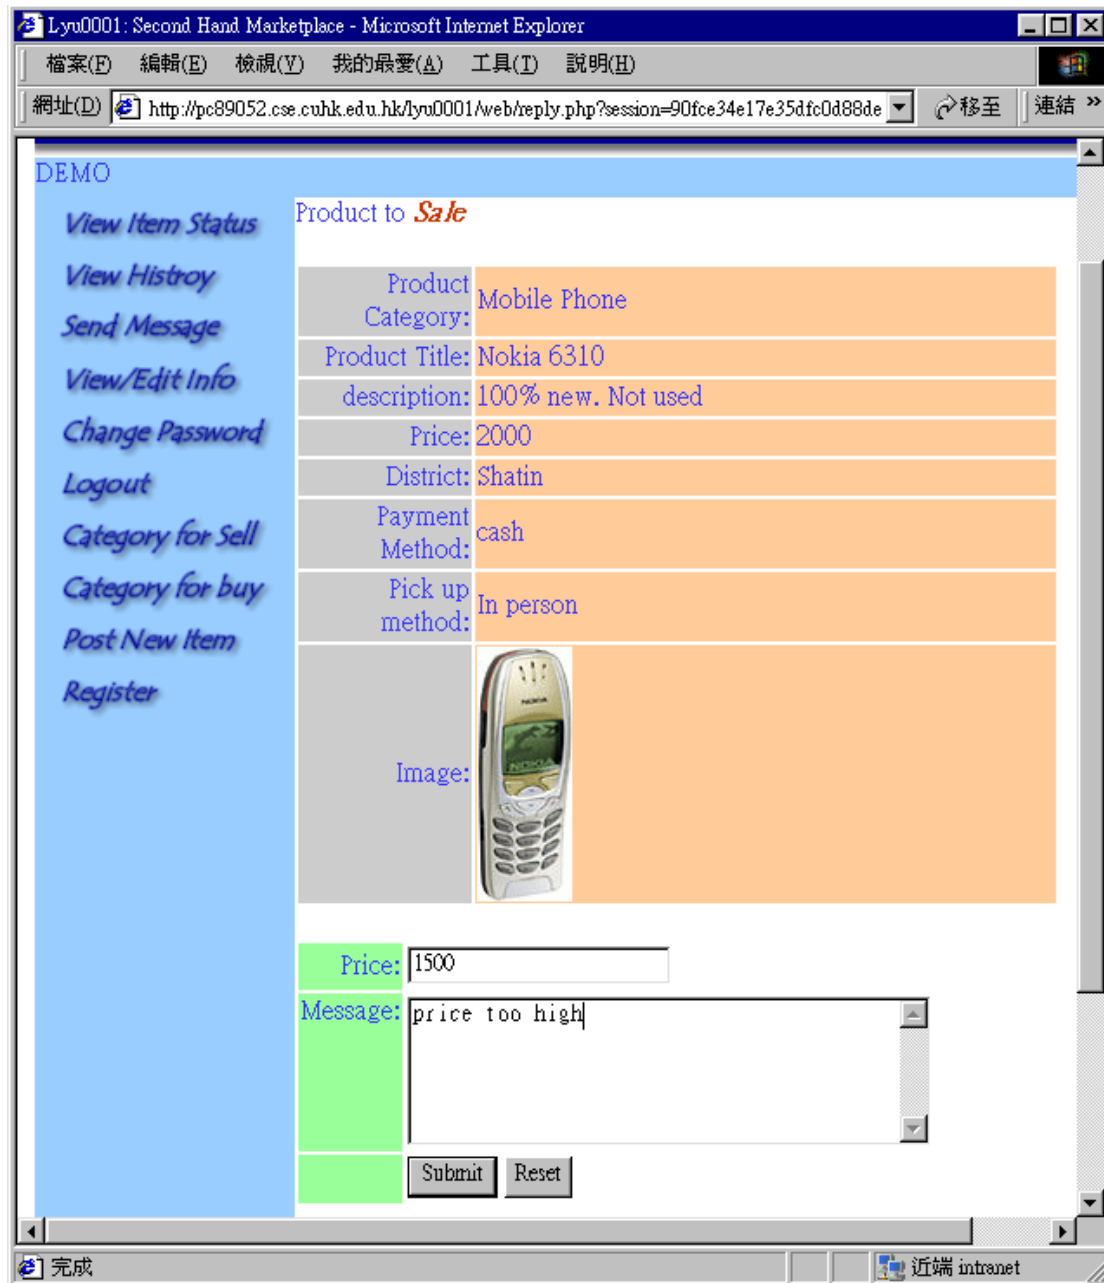 Lyu0001: Second Hand Marketplace - Microsoft Internet Explorer
檔案(F) 編輯(E) 檢視(V) 我的最愛(A) 工具(T) 說明(H)
網址(D) http://pc89052.cse.cuhk.edu.hk/lyu0001/web/reply.php?session=90fce34e17e35dfc0d88de 移至 連結 »
DEMO
View Item Status
View Histroy
Send Message
View/Edit Info
Change Password
Logout
Category for Sell
Category for buy
Post New Item
Register
Product to Sale
Product
Category: Mobile Phone
Product Title: Nokia 6310
description: 100% new. Not used
Price: 2000
District: Shatin
Payment
Method: cash
Pick up
method: In person
Image:
NOKIA
NOKIA
Price: 1500
Message: price too high
Submit Reset
完成 近端 intranet